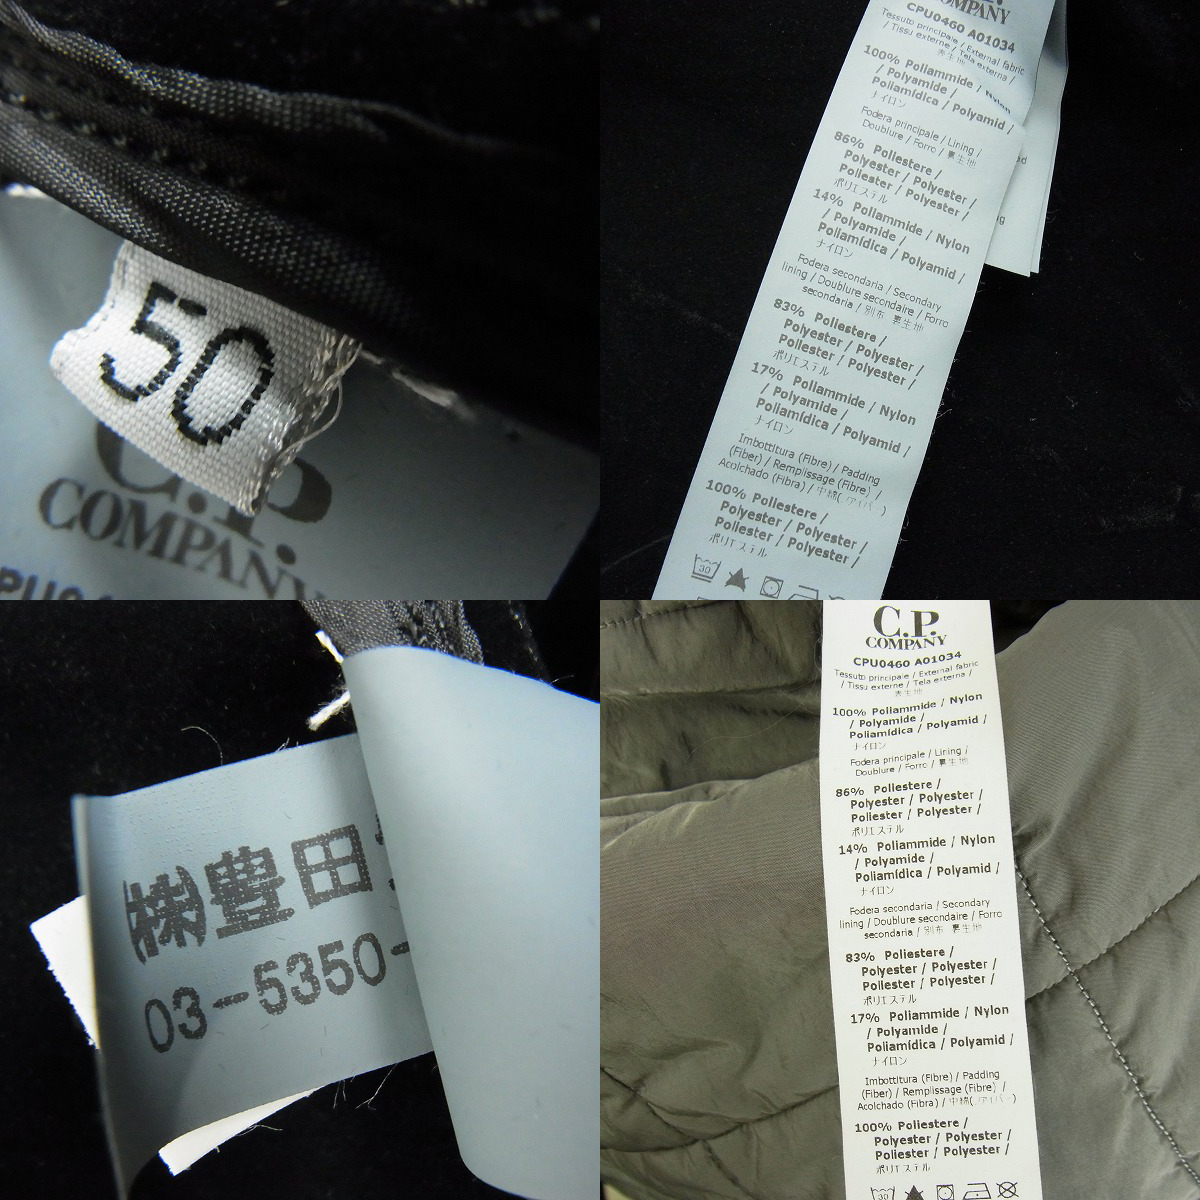 50
C.P.
COMPANY
COMPANY
CPU0460 A01034
Tessuto principale / External fabric
/ Tissu externe / Tela externa /
表生地
100% Poliammide / Nylon
/ Polyamide /
Poliamídica / Polyamid /
ナイロン
Fodera principale / Lining /
Doublure / Forro / 裏生地
86% Poliestere /
Polyester / Polyester /
Poliester / Polyester /
ポリエステル
14% Poliammide / Nylon
/ Polyamide /
Poliamídica / Polyamid /
ナイロン
Fodera secondaria / Secondary
lining / Doublure secondaire / Forro
secondaria / 別布 裏生地
83% Poliestere /
Polyester / Polyester /
Poliester / Polyester /
ポリエステル
17% Poliammide / Nylon
/ Polyamide /
Poliamídica / Polyamid /
ナイロン
Imbottitura (Fibre) / Padding
(Fiber) / Remplissage (Fibre) /
Acolchado (Fibra) / 中綿(
100% Poliestere /
Polyester / Polyester /
Poliester / Polyester /
ポリエステル
30
㈱豊田
03-5350-
C.P.
COMPANY
CPU0460 A01034
Tessuto principale / External fabric
/ Tissu externe / Tela externa /
表生地
100% Poliammide / Nylon
/ Polyamide /
Poliamídica / Polyamid /
ナイロン
Fodera principale / Lining /
Doublure / Forro / 裏生地
86% Poliestere /
Polyester / Polyester /
Poliester / Polyester /
ポリエステル
14% Poliammide / Nylon
/ Polyamide /
Poliamídica / Polyamid /
ナイロン
Fodera secondaria / Secondary
lining / Doublure secondaire / Forro
secondaria / 別布 裏生地
83% Poliestere /
Polyester / Polyester /
Poliester / Polyester /
ポリエステル
17% Poliammide / Nylon
/ Polyamide /
Poliamídica / Polyamid /
ナイロン
Imbottitura (Fibre) / Padding
(Fiber) / Remplissage (Fibre) /
Acolchado (Fibra) / 中綿(
100% Poliestere /
Polyester / Polyester /
Poliester / Polyester /
ポリエステル
30